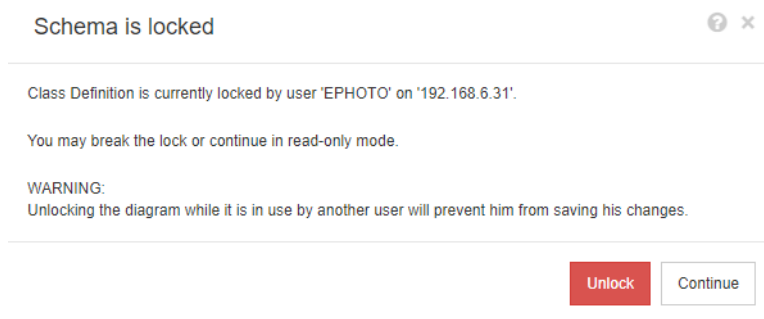 Schema is locked
Class Definition is currently locked by user 'EPHOTO' on '192.168.6.31'.
You may break the lock or continue in read-only mode.
WARNING:
Unlocking the diagram while it is in use by another user will prevent him from saving his changes.
Unlock Continue